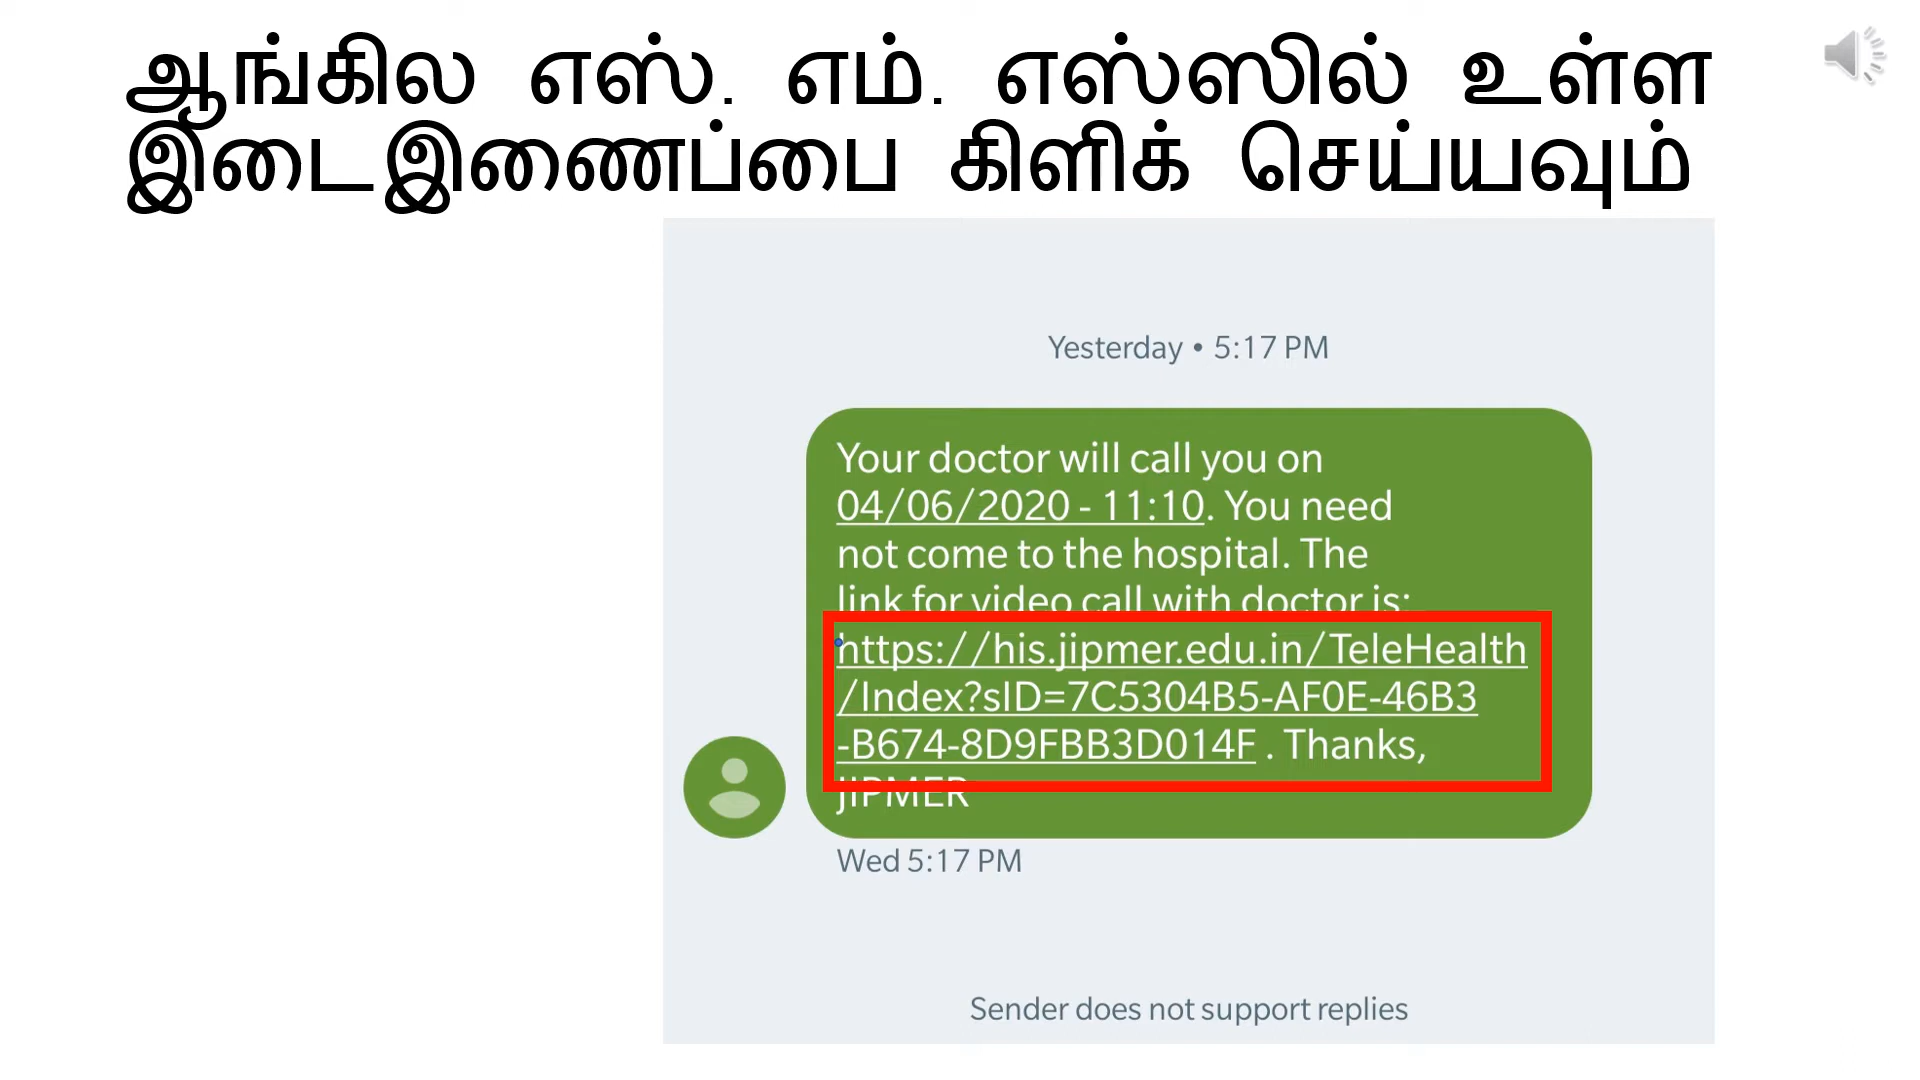 ஆங்கில எஸ். எம். எஸ்ஸில் உள்ள
இடைஇணைப்பை கிளிக் செய்யவும்
Yesterday • 5:17 PM
Your doctor will call you on
04/06/2020 - 11:10. You need
not come to the hospital. The
link for video call with doctor is:
https://his.jipmer.edu.in/TeleHealth
/Index?sID=7C5304B5-AF0E-46B3
-B674-8D9FBB3D014F . Thanks,
JIPMER
Wed 5:17 PM
Sender does not support replies